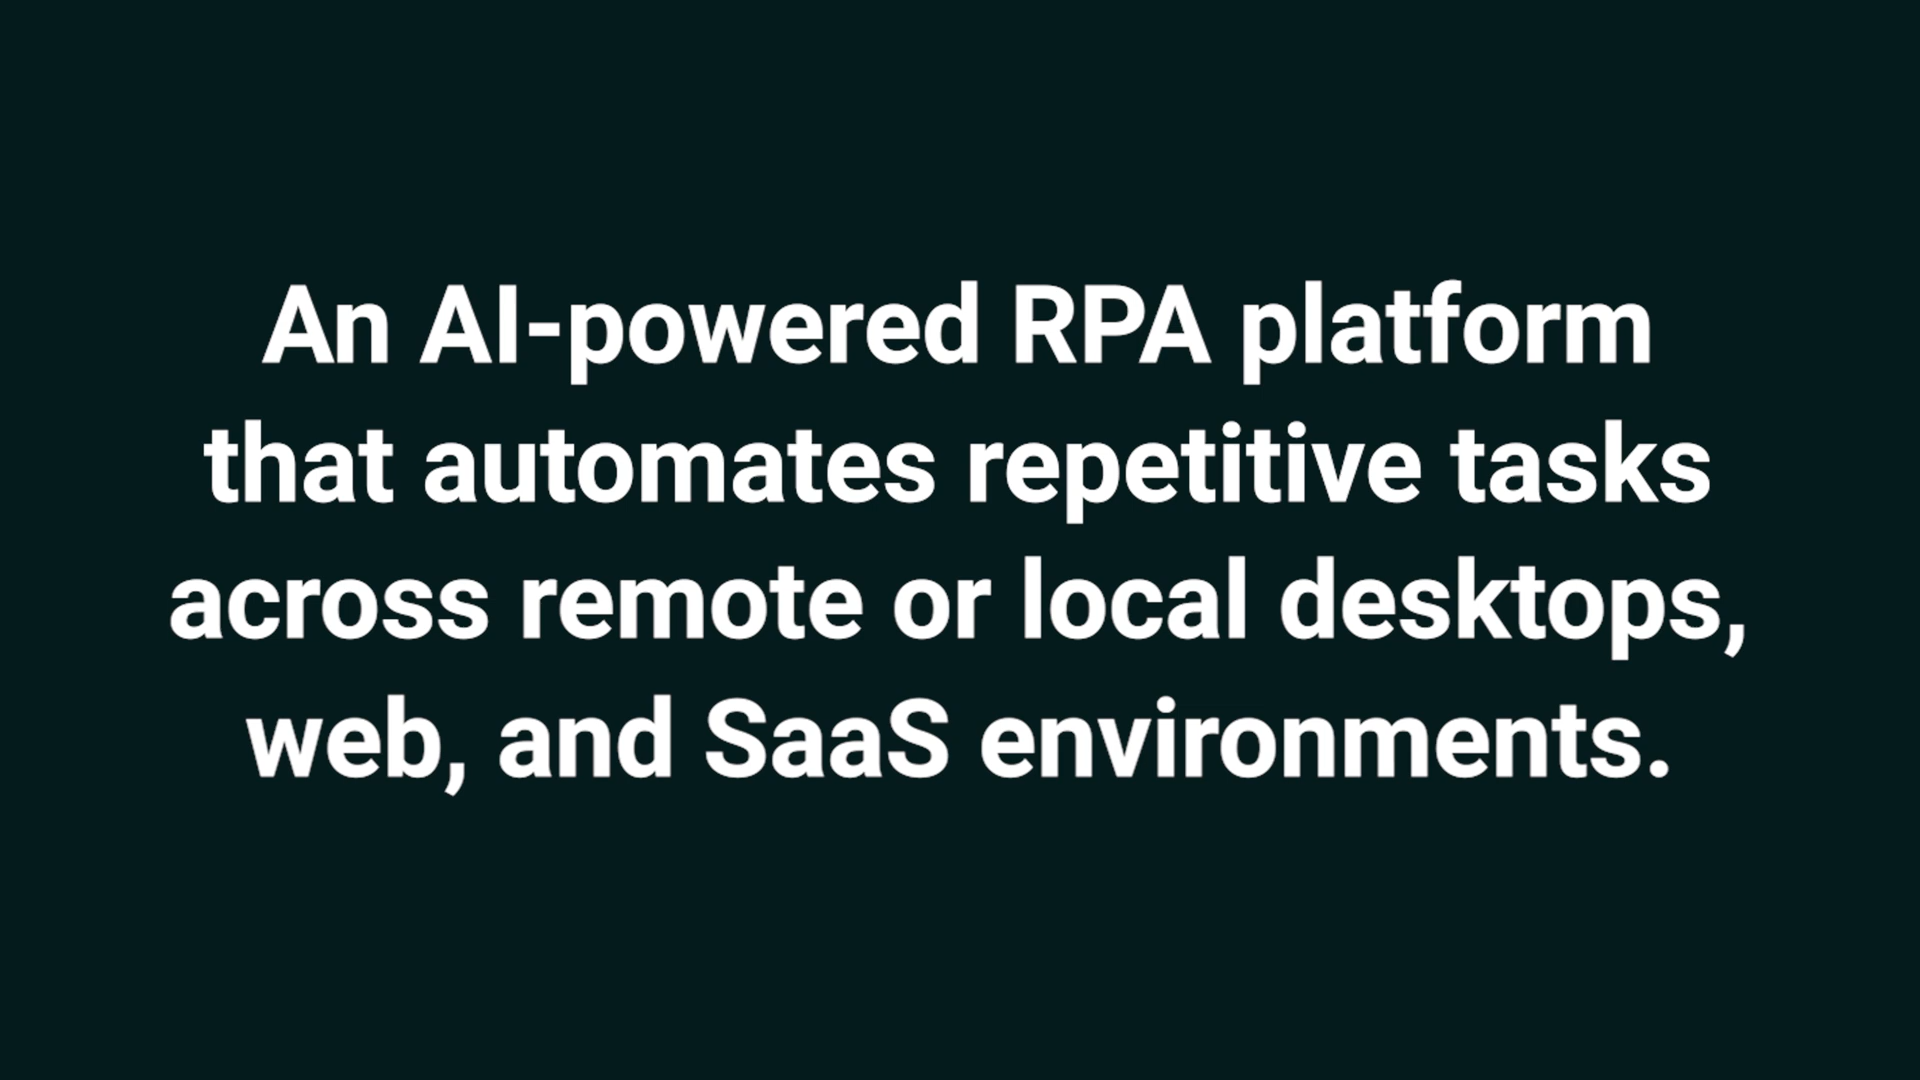 An AI-powered RPA platform
that automates repetitive tasks
across remote or local desktops,
web, and SaaS environments.